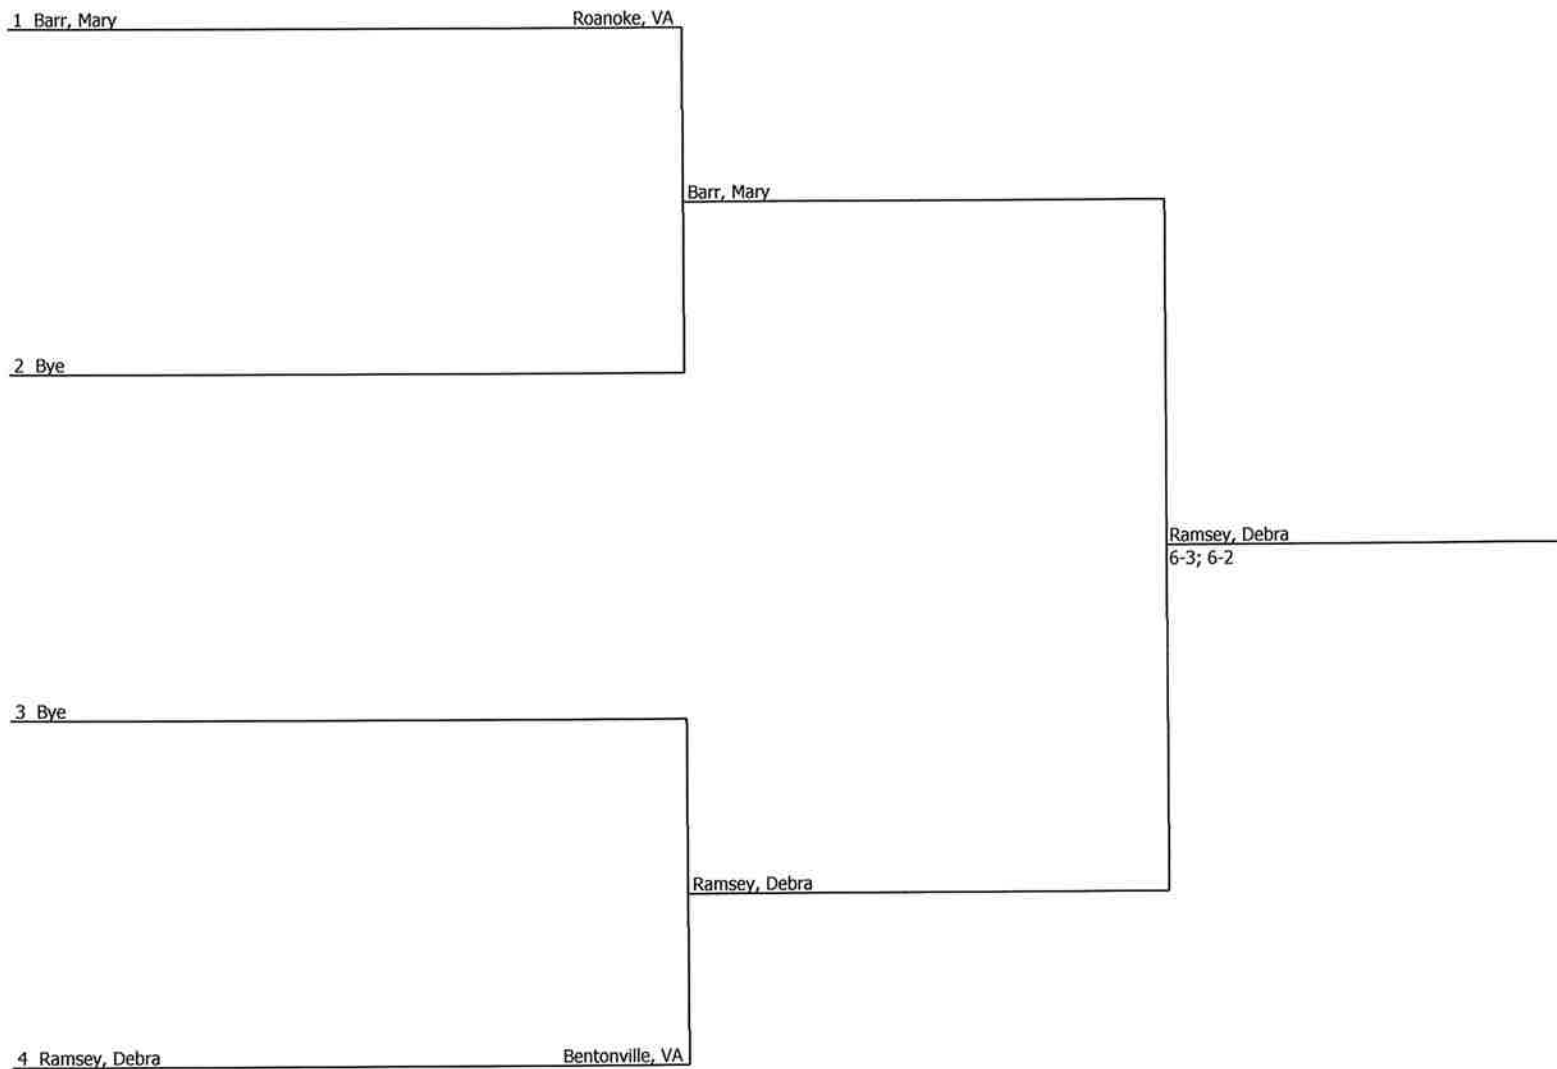 1 Barr, Mary Roanoke, VA
Barr, Mary
2 Bye
Ramsey, Debra
6-3; 6-2
3 Bye
Ramsey, Debra
4 Ramsey, Debra Bentonville, VA